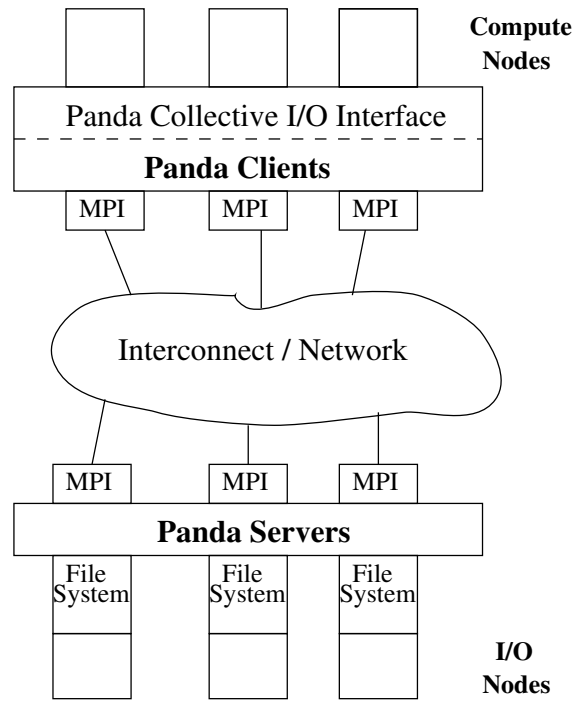 Compute
Nodes
Panda Collective I/O Interface
Panda Clients
MPI
MPI
MPI
Interconnect / Network
MPI
MPI
MPI
Panda Servers
File
System
File
System
File
System
I/O
Nodes